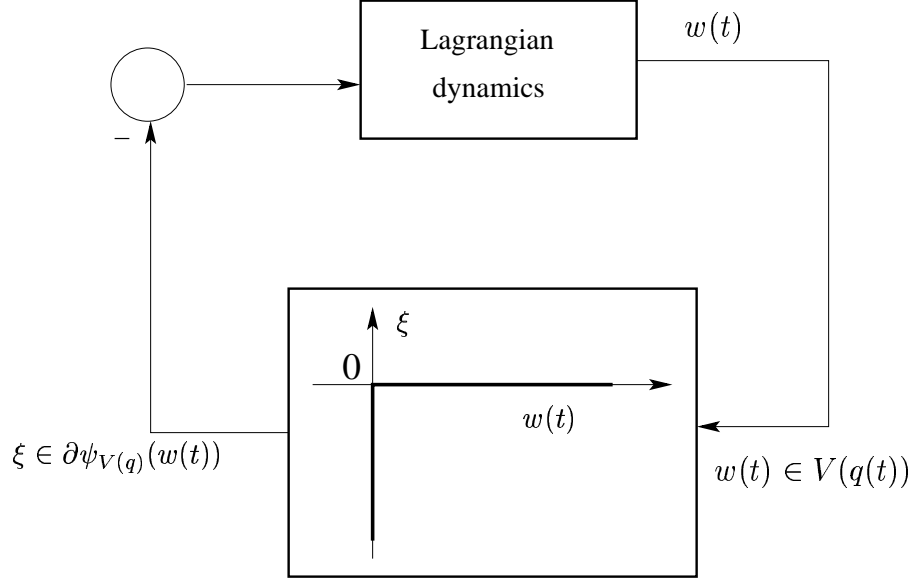 w(t)
Lagrangian
dynamics
−
ξ
0
w(t)
ξ ∈ ∂ψ_{V(q)}(w(t))
w(t) ∈ V(q(t))